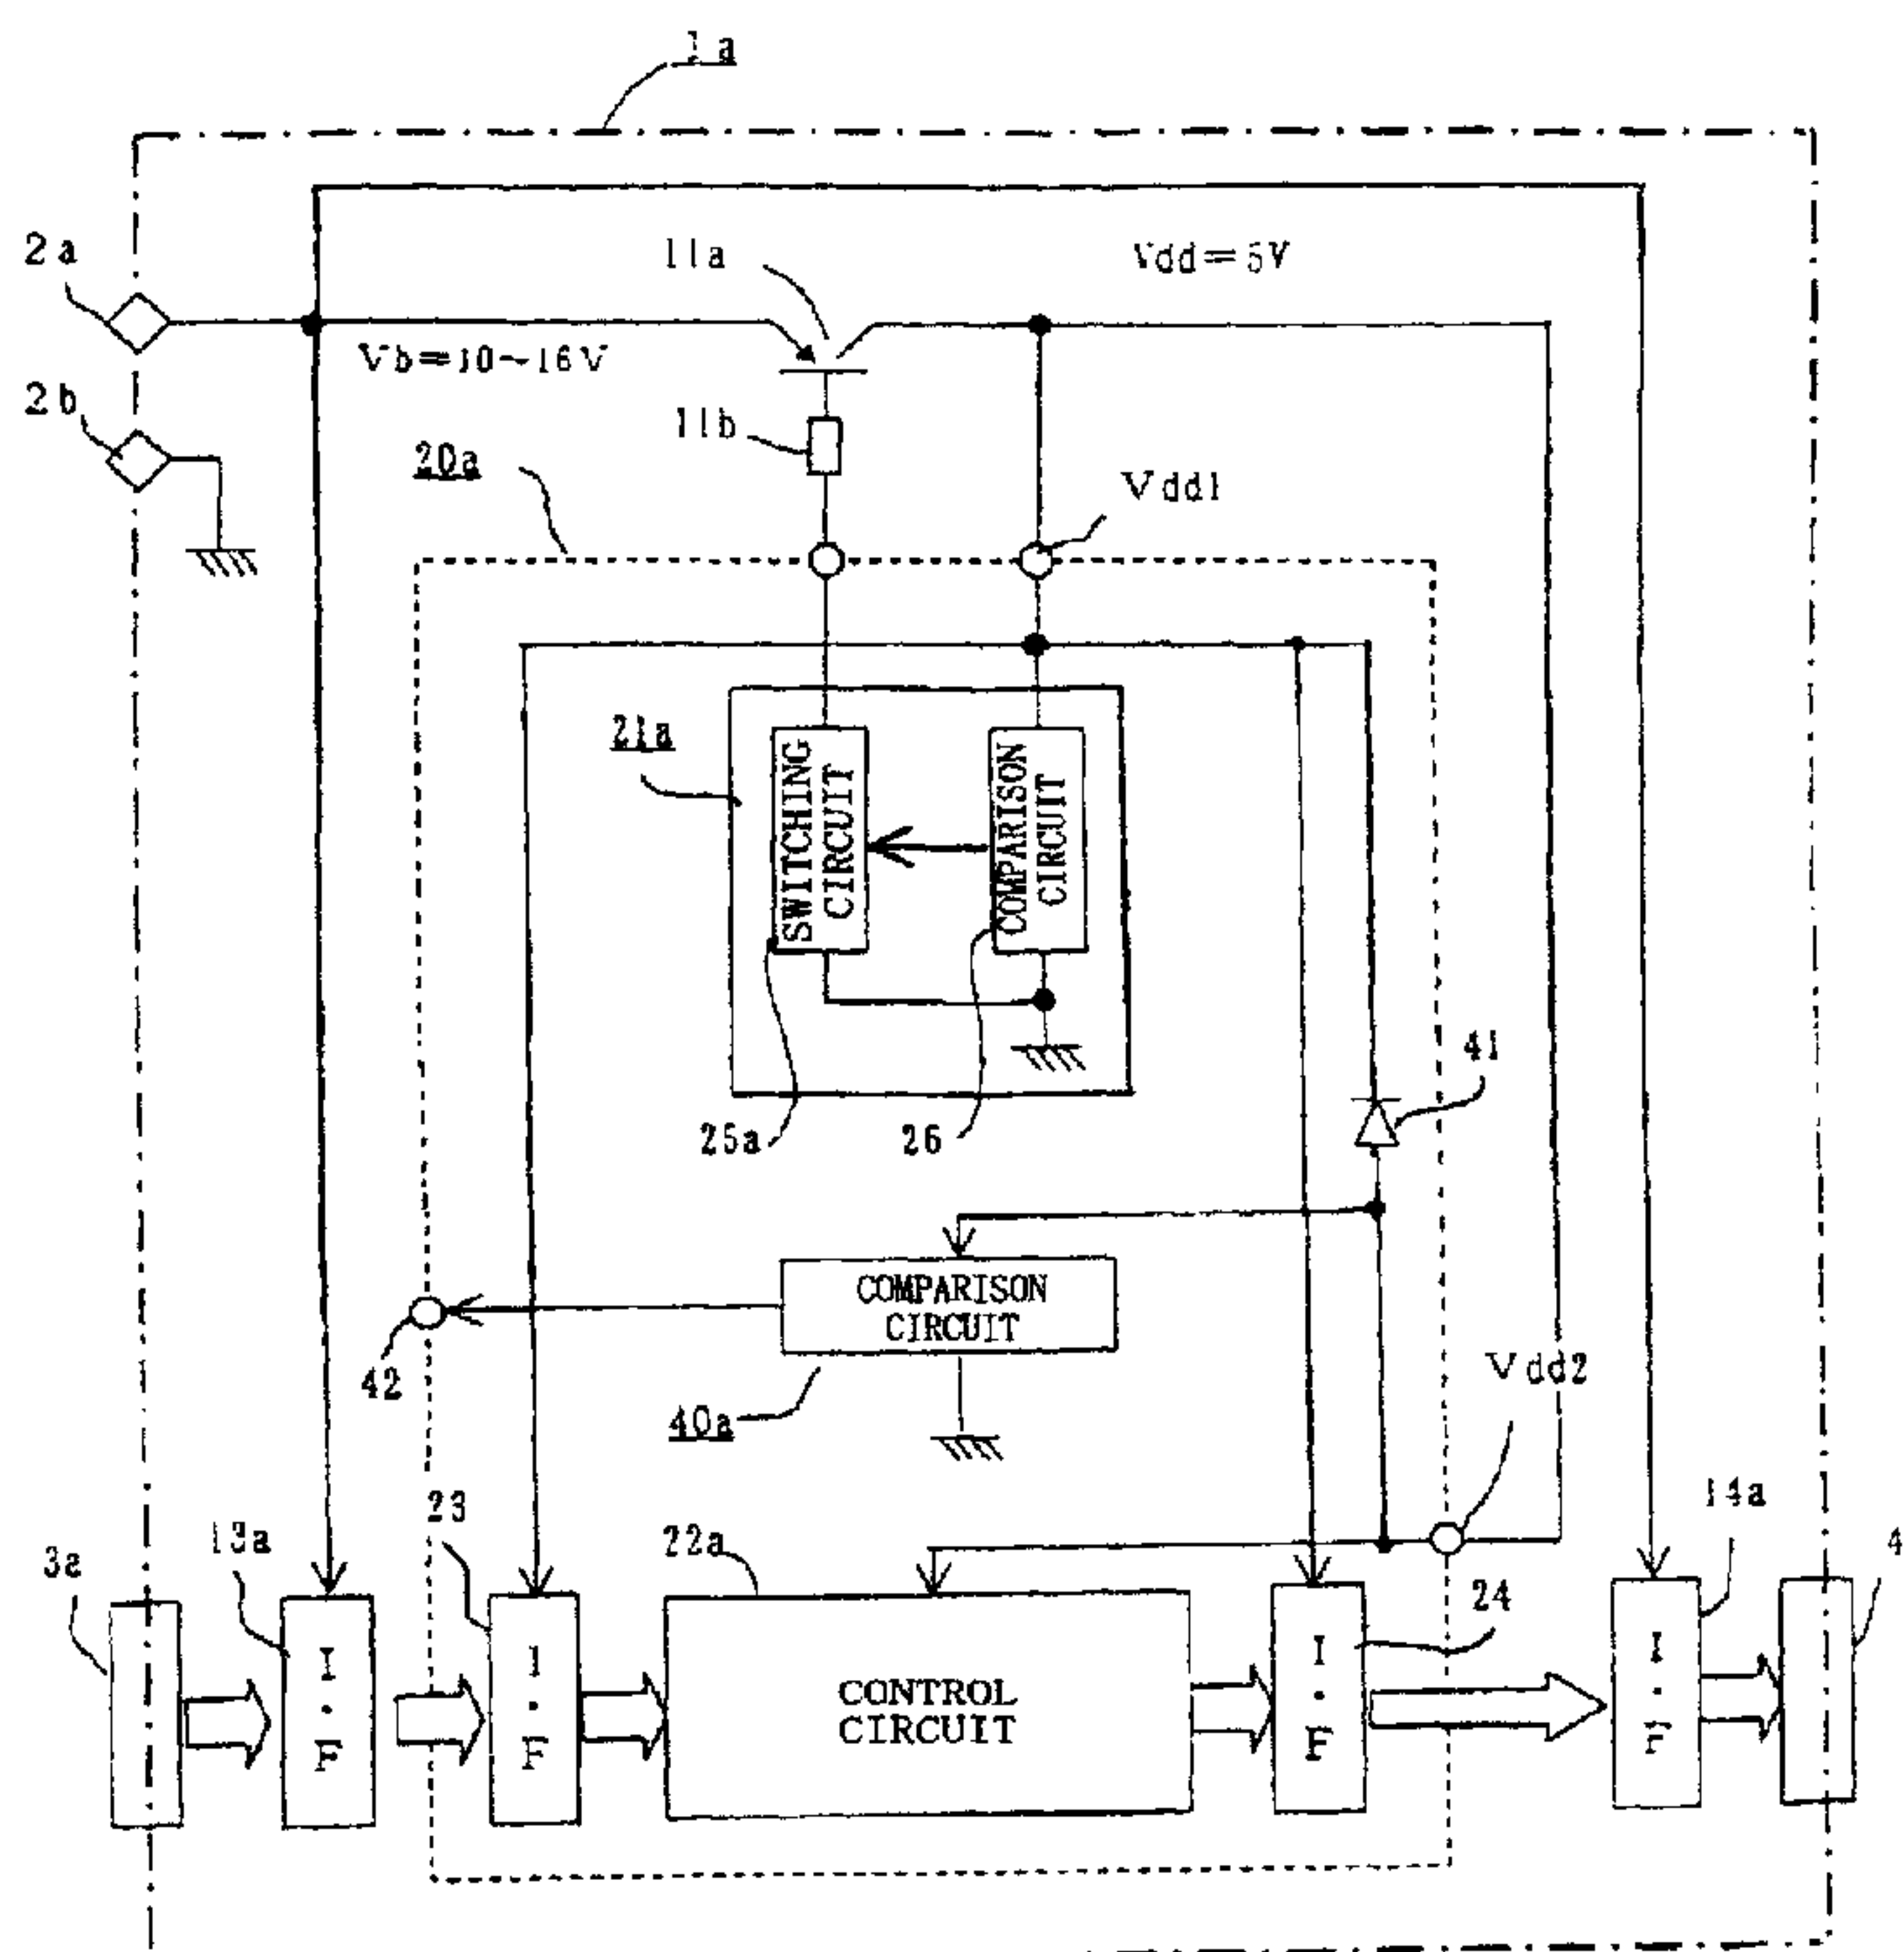 1a
2a
11a
Vdd=5V
Vb=10~16V
2b
11b
20a
Vdd1
21a
SWITCHING
CIRCUIT
COMPARISON
CIRCUIT
41
25a
26
COMPARISON
CIRCUIT
42
Vdd2
40a
23
14a
13a
22a
3a
4
24
I・F
I・F
CONTROL
CIRCUIT
I・F
I・F